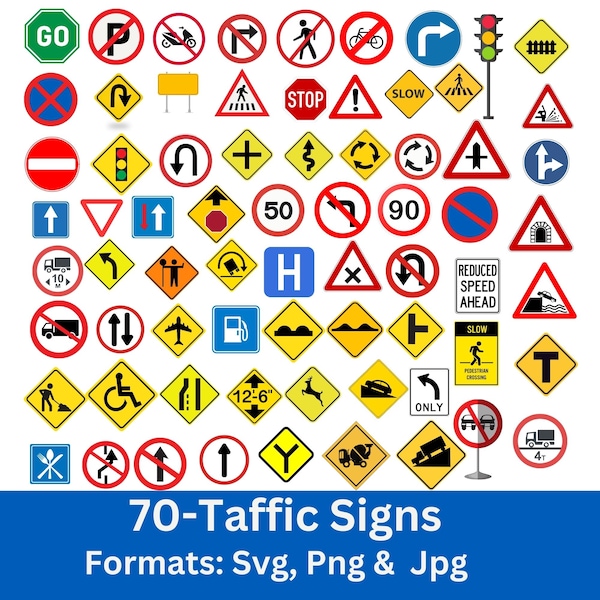 GO
P
STOP
SLOW
50
90
10
M
H
REDUCED
SPEED
AHEAD
SLOW
PEDESTRIAN
CROSSING
12'-6"
ONLY
4T
70-Taffic Signs
Formats: Svg, Png & Jpg